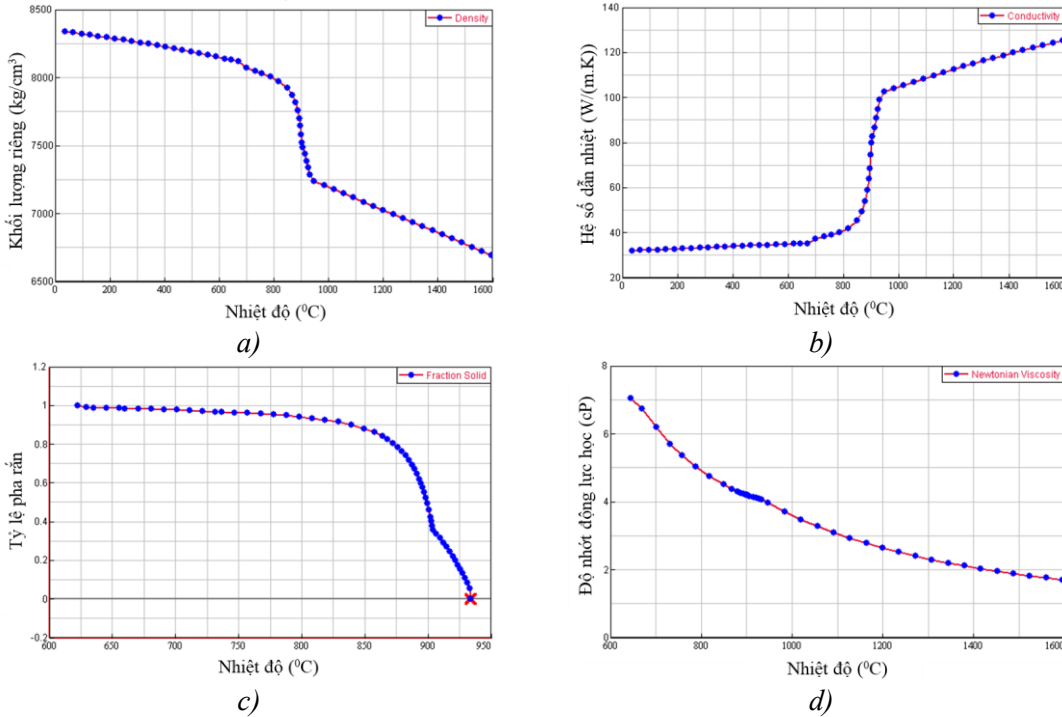 Density
8500
8000
7500
7000
6500
0 200 400 600 800 1000 1200 1400 1600
Khối lượng riêng (kg/cm³)
Nhiệt độ (⁰C)
a)
Conductivity
140
120
100
80
60
40
20
0 200 400 600 800 1000 1200 1400 1600
Hệ số dẫn nhiệt (W/(m.K))
Nhiệt độ (⁰C)
b)
Fraction Solid
1.2
1
0.8
0.6
0.4
0.2
0
-0.2
600 650 700 750 800 850 900 950
Tỷ lệ pha rắn
Nhiệt độ (⁰C)
c)
Newtonian Viscosity
8
6
4
2
0
600 800 1000 1200 1400 1600
Độ nhớt động lực học (cP)
Nhiệt độ (⁰C)
d)